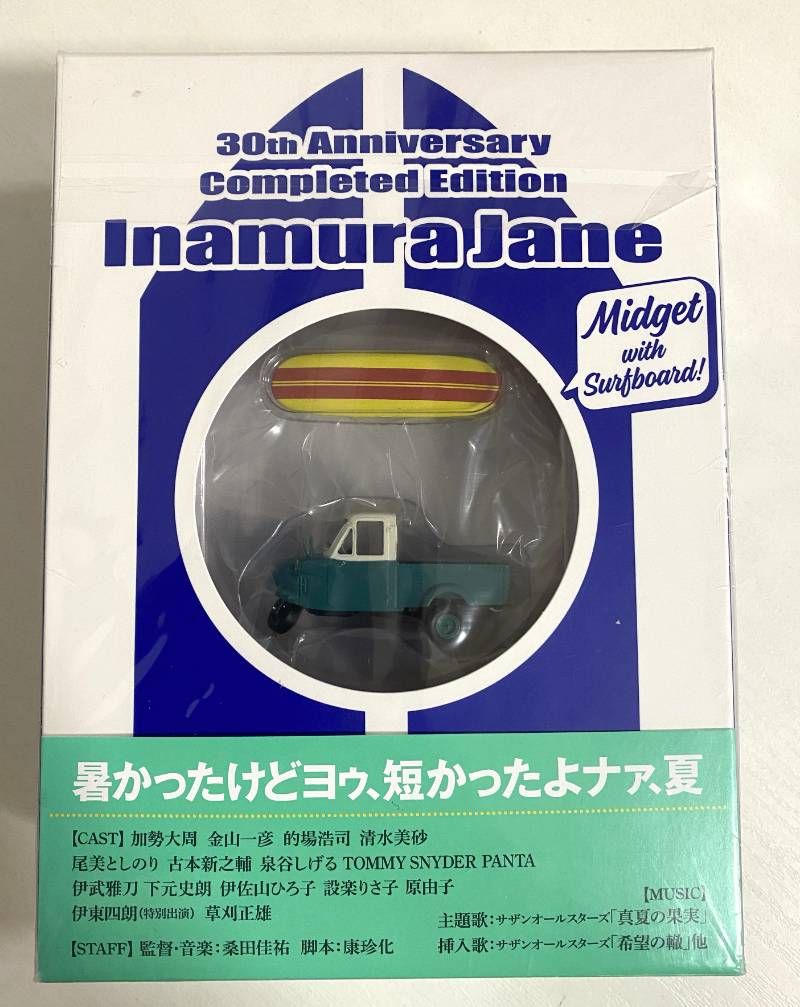 30th Anniversary
Completed Edition
Inamura Jane
Midget
with
Surfboard!
暑かったけどヨゥ、短かったよナァ、夏
【CAST】 加勢大周 金山一彦 的場浩司 清水美砂
尾美としのり 古本新之輔 泉谷しげる TOMMY SNYDER PANTA
伊武雅刀 下元史朗 伊佐山ひろ子 設楽りさ子 原由子
伊東四朗(特別出演) 草刈正雄
【STAFF】 監督・音楽:桑田佳祐 脚本:康珍化
【MUSIC】
主題歌:サザンオールスターズ「真夏の果実」
挿入歌:サザンオールスターズ「希望の轍」他